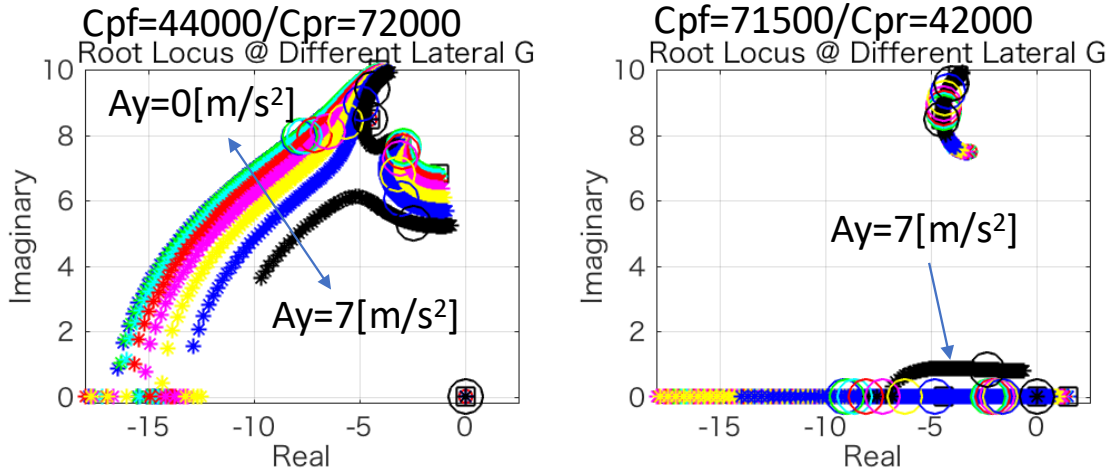 Cpf=44000/Cpr=72000
Root Locus @ Different Lateral G
10
8
6
4
2
0
-15
-10
-5
0
Imaginary
Real
Ay=0[m/s²]
Ay=7[m/s²]
Cpf=71500/Cpr=42000
Root Locus @ Different Lateral G
10
8
6
4
2
0
-15
-10
-5
0
Imaginary
Real
Ay=7[m/s²]